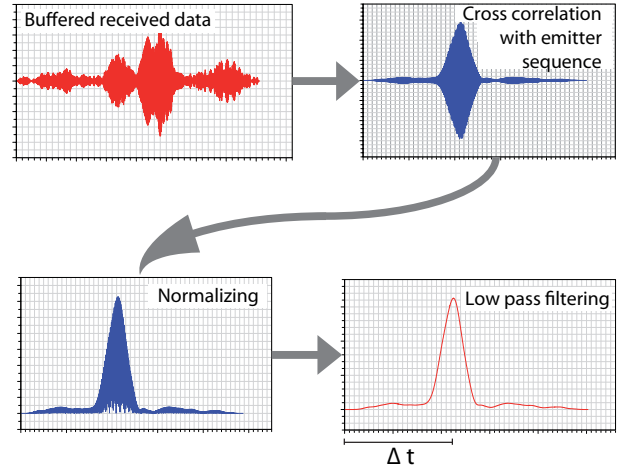 Buffered received data
Cross correlation
with emitter
sequence
Normalizing
Low pass filtering
Δ t